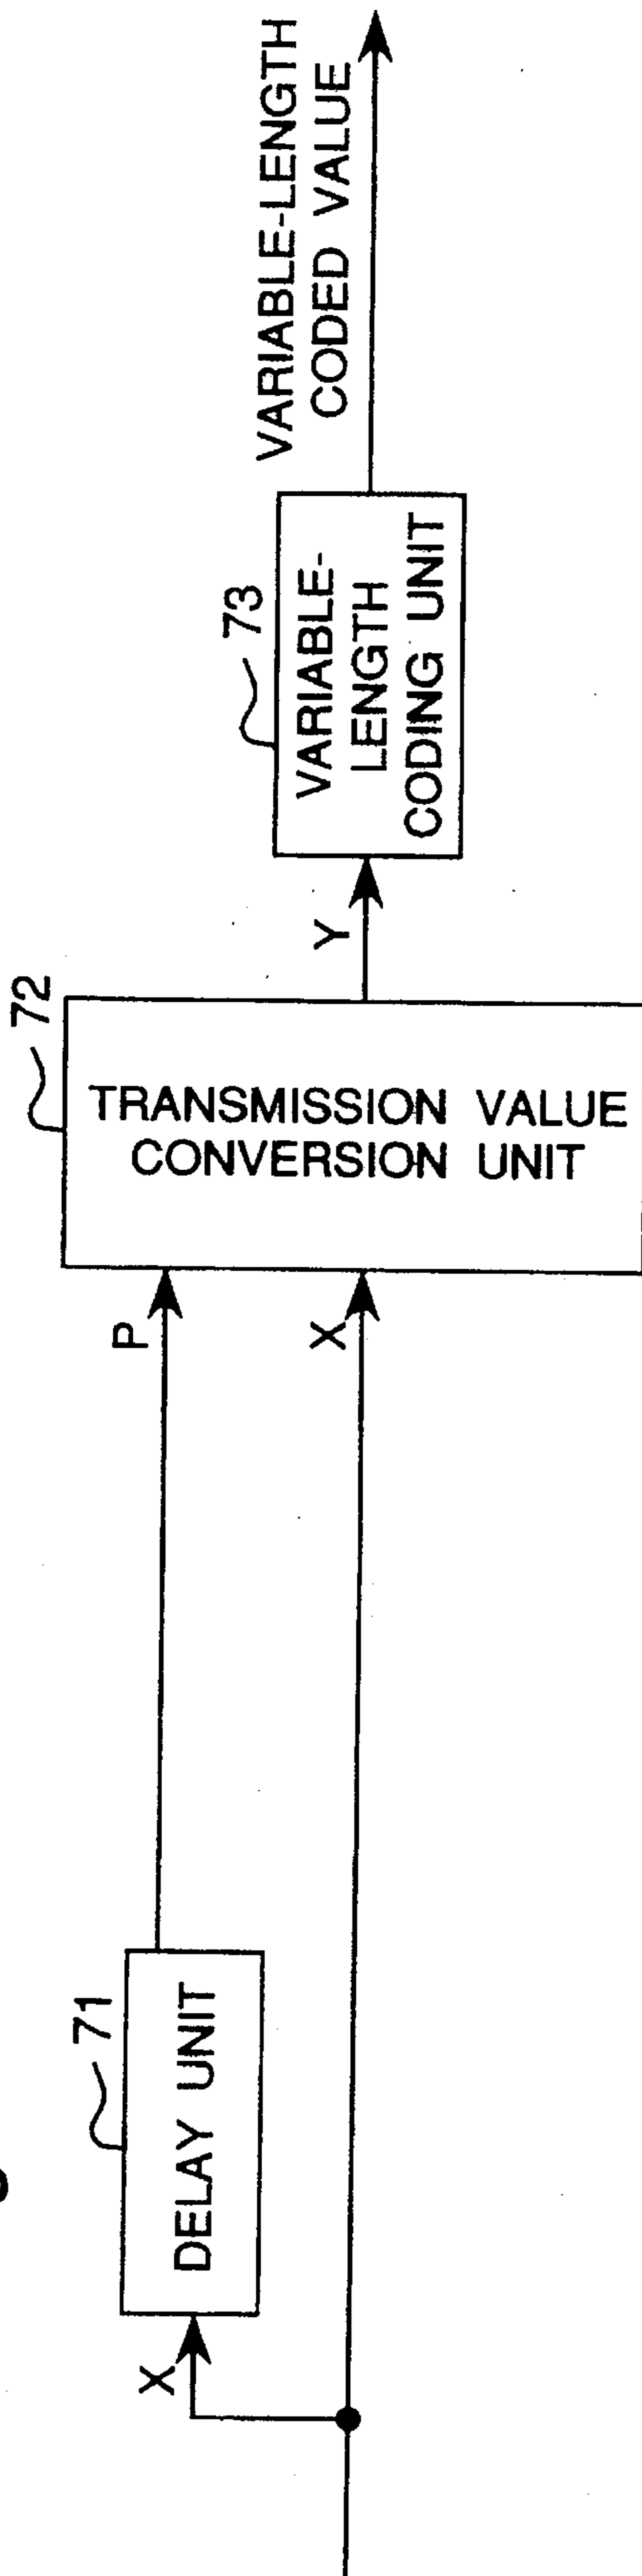 X
71
DELAY UNIT
P
X
72
TRANSMISSION VALUE
CONVERSION UNIT
Y
73
VARIABLE-
LENGTH
CODING UNIT
VARIABLE-LENGTH
CODED VALUE